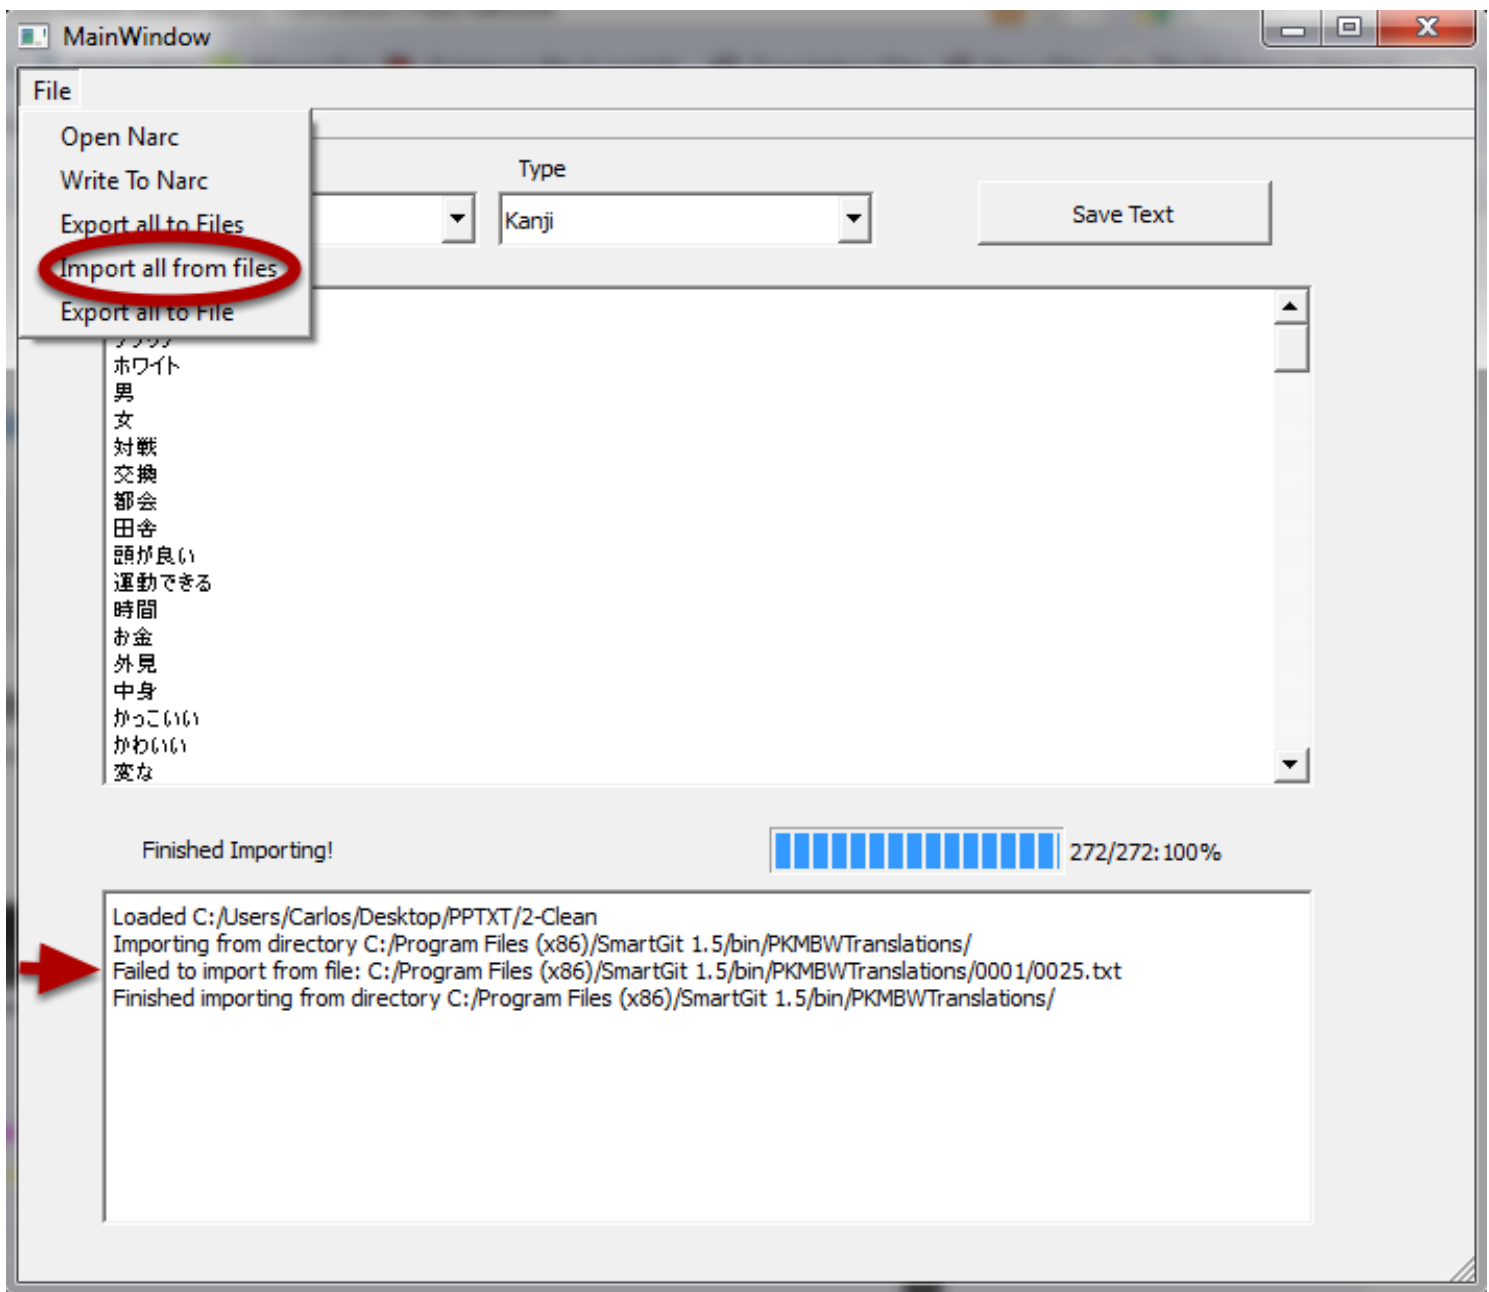 MainWindow
File
Open Narc
Write To Narc
Export all to Files
Import all from files
Export all to File
Type
Kanji
Save Text
ホワイト
男
女
対戦
交換
都会
田舎
頭が良い
運動できる
時間
お金
外見
中身
かっこいい
かわいい
変な
Finished Importing!
272/272:100%
Loaded C:/Users/Carlos/Desktop/PPTXT/2-Clean
Importing from directory C:/Program Files (x86)/SmartGit 1.5/bin/PKMBWTranslations/
Failed to import from file: C:/Program Files (x86)/SmartGit 1.5/bin/PKMBWTranslations/0001/0025.txt
Finished importing from directory C:/Program Files (x86)/SmartGit 1.5/bin/PKMBWTranslations/